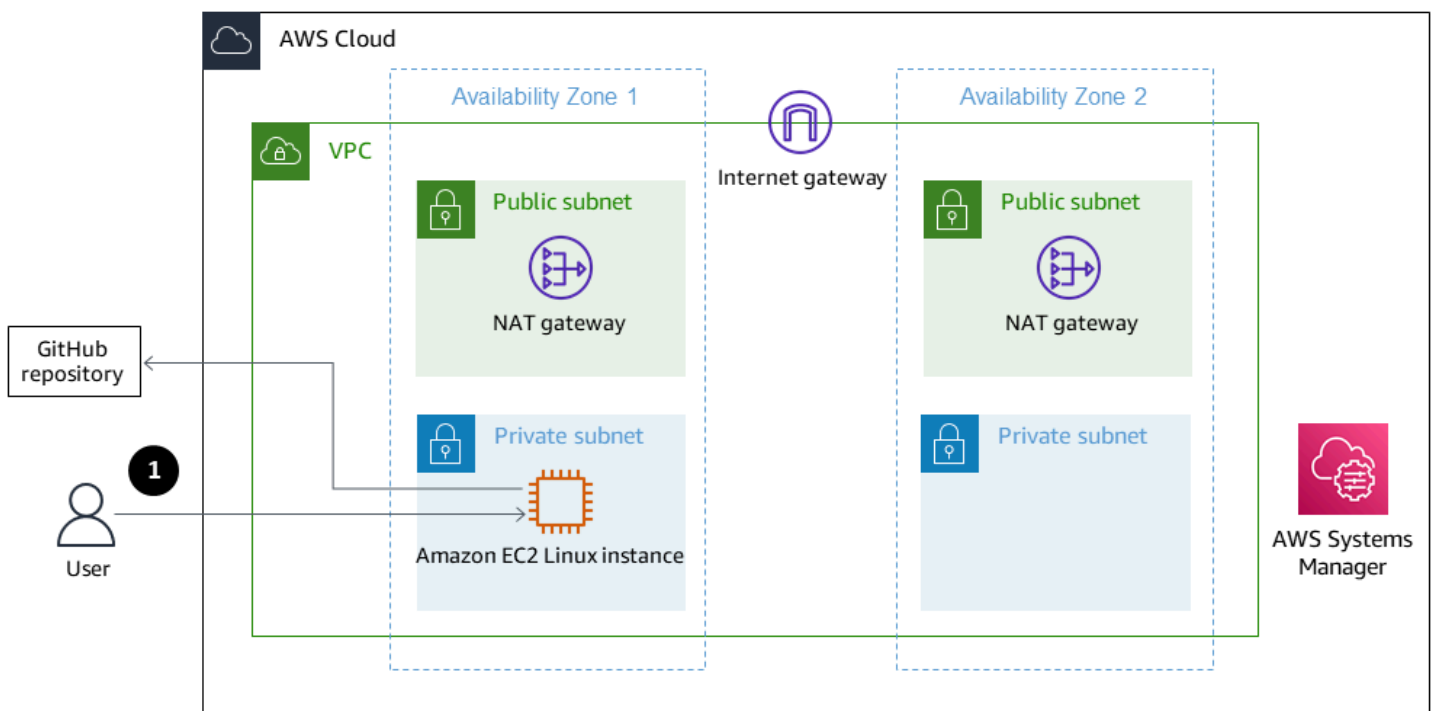 AWS Cloud
Availability Zone 1
Availability Zone 2
VPC
Internet gateway
Public subnet
Public subnet
NAT gateway
NAT gateway
GitHub
repository
Private subnet
Private subnet
1
User
Amazon EC2 Linux instance
AWS Systems
Manager